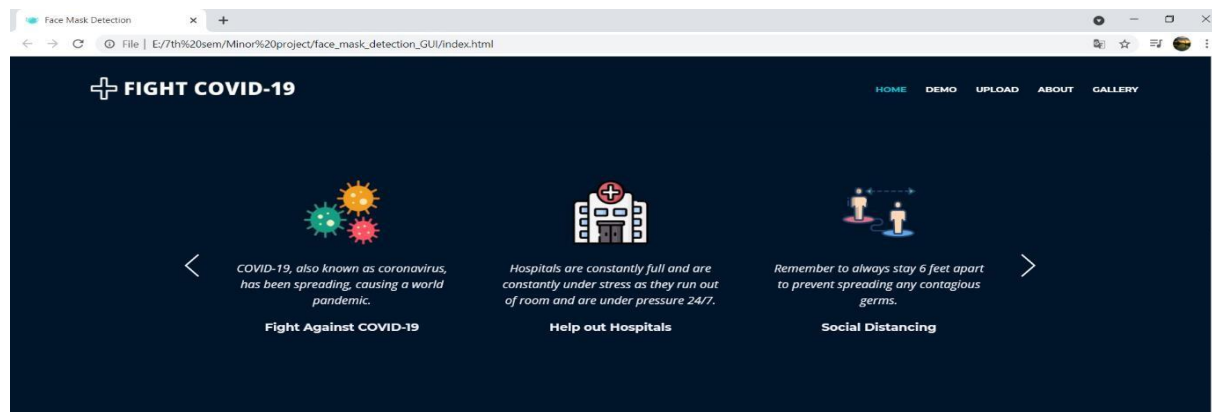 Face Mask Detection
File | E:/7th%20sem/Minor%20project/face_mask_detection_GUI/index.html
FIGHT COVID-19
HOME DEMO UPLOAD ABOUT GALLERY
COVID-19, also known as coronavirus,
has been spreading, causing a world
pandemic.
Fight Against COVID-19
Hospitals are constantly full and are
constantly under stress as they run out
of room and are under pressure 24/7.
Help out Hospitals
Remember to always stay 6 feet apart
to prevent spreading any contagious
germs.
Social Distancing